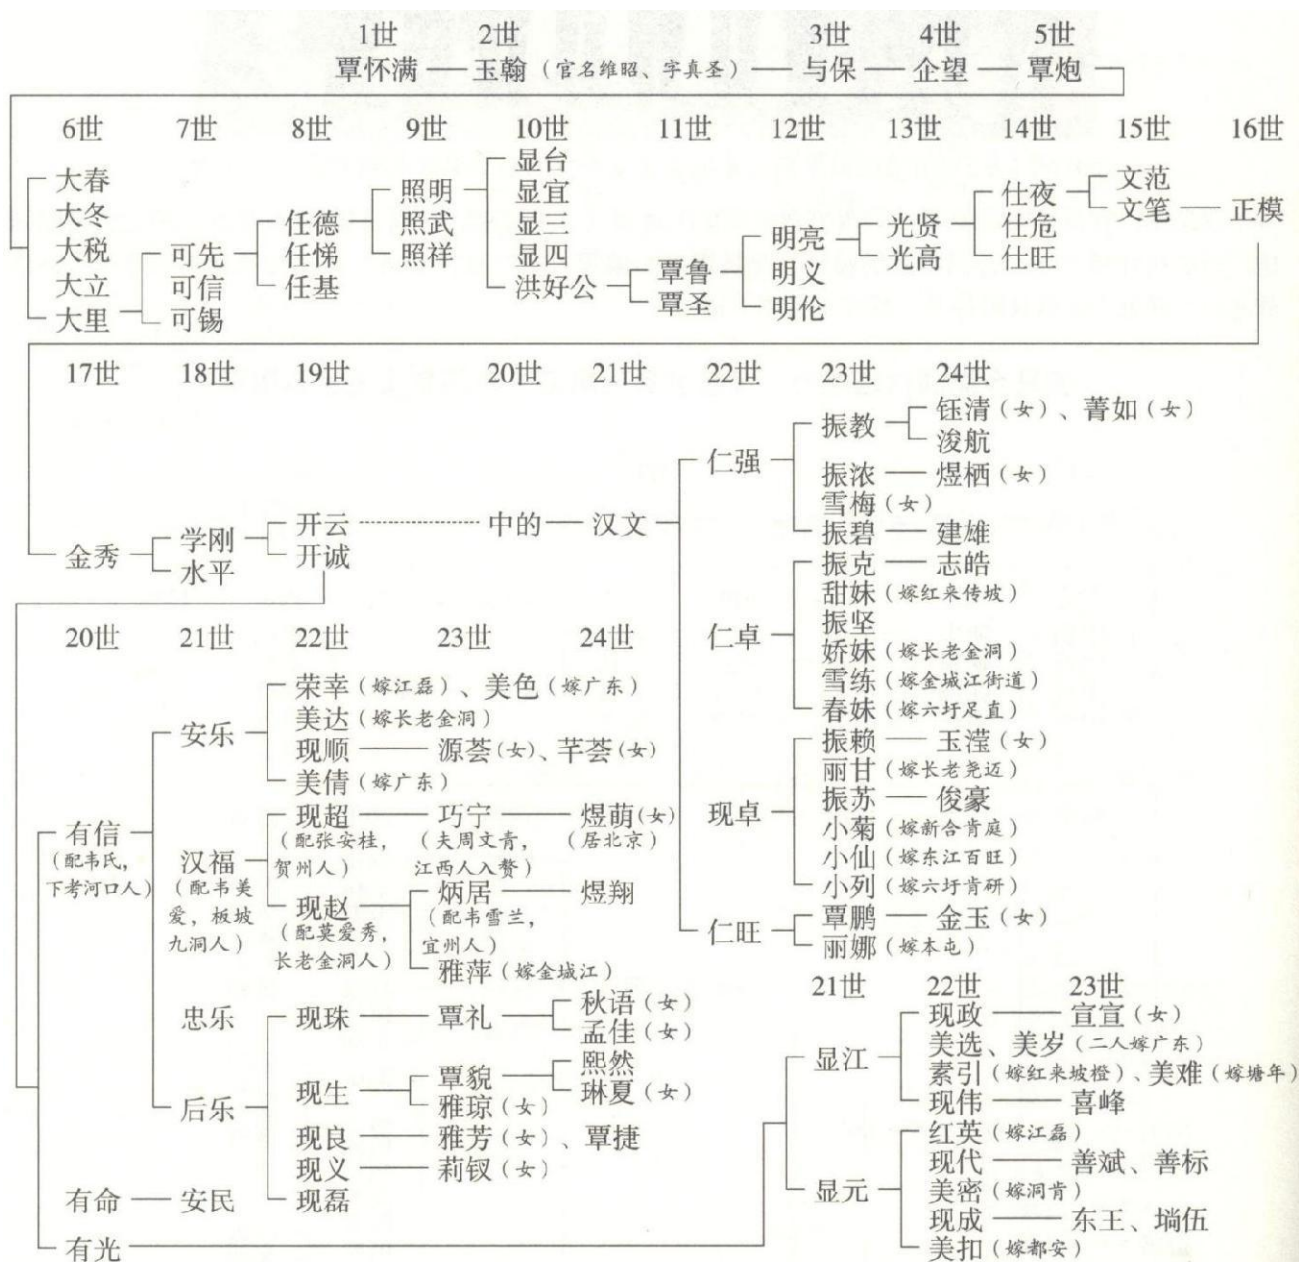 1世 2世 3世 4世 5世
覃怀满 玉翰(官名维昭、字真圣) 与保 企望 覃炮
6世 7世 8世 9世 10世 11世 12世 13世 14世 15世 16世
大春
大冬
大税
大立
大里
可先
可信
可锡
任德
任悌
任基
照明
照武
照祥
显台
显宜
显三
显四
洪好公
覃鲁
覃圣
明亮
明义
明伦
光贤
光高
仕夜
仕危
仕旺
文范
文笔
正模
17世 18世 19世 20世 21世 22世 23世 24世
金秀
学刚
水平
开云
开诚
中的
汉文
仁强
振教 钰清(女)、菁如(女)
浚航
振浓 煜栖(女)
雪梅(女)
振碧 建雄
仁卓
振克 志皓
甜妹(嫁红来传坡)
振坚
娇妹(嫁长老金洞)
雪练(嫁金城江街道)
春妹(嫁六圩足直)
现卓
振赖 玉滢(女)
丽甘(嫁长老尧迈)
振苏 俊豪
小菊(嫁新合肯庭)
小仙(嫁东江百旺)
小列(嫁六圩肯研)
仁旺
覃鹏 金玉(女)
丽娜(嫁本屯)
20世 21世 22世 23世 24世
有信
(配韦氏,
下考河口人)
安乐
荣幸(嫁江磊)、美色(嫁广东)
美达(嫁长老金洞)
现顺 源荟(女)、芊荟(女)
美倩(嫁广东)
汉福
(配韦美
爱,板坡
九洞人)
现超 巧宁 煜萌(女)
(配张安桂,
贺州人)
(夫周文青,
江西人入赘)
(居北京)
现赵
(配莫爱秀,
长老金洞人)
炳居 煜翔
(配韦雪兰,
宜州人)
雅萍(嫁金城江)
忠乐
后乐
现珠 覃礼
秋语(女)
孟佳(女)
现生
覃貌
雅琼(女)
熙然
琳夏(女)
现良 雅芳(女)、覃捷
现义 莉钗(女)
现磊
有命 安民
有光
21世 22世 23世
显江
现政 宣宣(女)
美选、美岁(二人嫁广东)
素引(嫁红来坡橙)、美难(嫁塘年)
现伟 喜峰
显元
红英(嫁江磊)
现代 善斌、善标
美密(嫁洞肯)
现成 东王、埫伍
美扣(嫁都安)